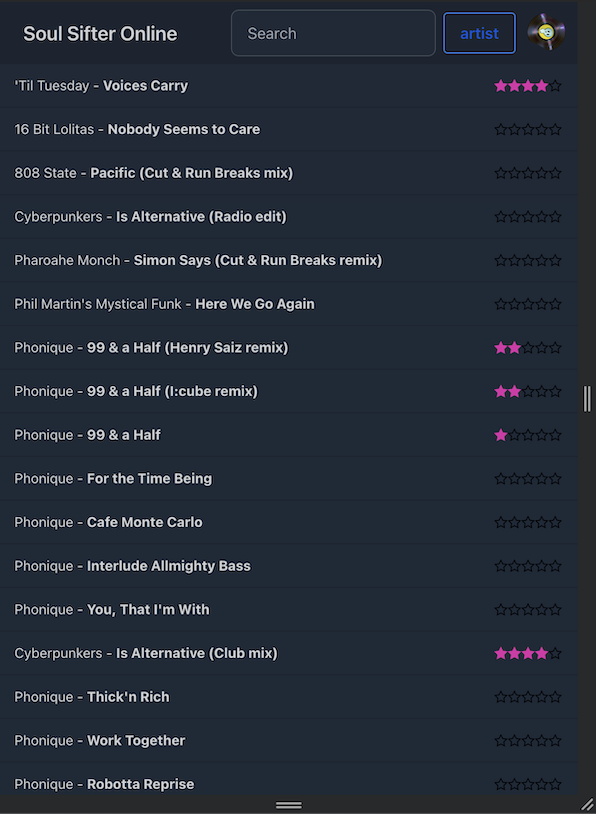 Soul Sifter Online
Search
artist
'Til Tuesday - Voices Carry
16 Bit Lolitas - Nobody Seems to Care
808 State - Pacific (Cut & Run Breaks mix)
Cyberpunkers - Is Alternative (Radio edit)
Pharoahe Monch - Simon Says (Cut & Run Breaks remix)
Phil Martin's Mystical Funk - Here We Go Again
Phonique - 99 & a Half (Henry Saiz remix)
Phonique - 99 & a Half (I:cube remix)
Phonique - 99 & a Half
Phonique - For the Time Being
Phonique - Cafe Monte Carlo
Phonique - Interlude Allmighty Bass
Phonique - You, That I'm With
Cyberpunkers - Is Alternative (Club mix)
Phonique - Thick'n Rich
Phonique - Work Together
Phonique - Robotta Reprise